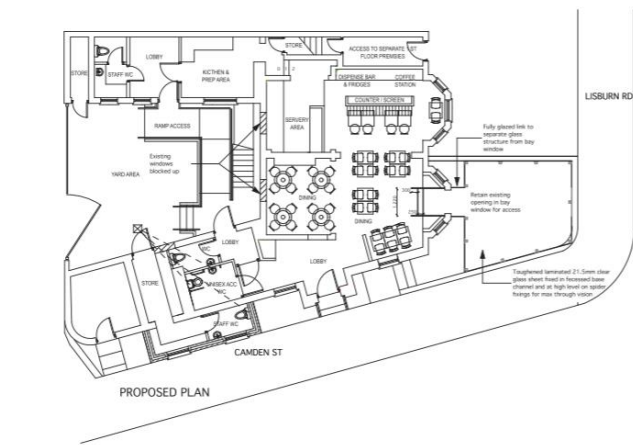 STORE
ACCESS TO SEPARATE 1ST
FLOOR PREMSIES
LOBBY
STAFF WC
STORE
KICTHEN &
PREP AREA
DISPENSE BAR
& FRIDGES
COFFEE
STATION
COUNTER / SCREEN
LISBURN RD
SERVERY
AREA
RAMP ACCESS
Fully glazed link to
separate glass
structure from bay
window
Existing
windows
blocked up
YARD AREA
DINING
Retain existing
opening in bay
window for access
DINING
LOBBY
WC
LOBBY
STORE
UNISEX ACC
WC
Toughened laminated 21.5mm clear
glass sheet fixed in recessed base
channel and at high level on spider
fixings for max through vision
STAFF WC
CAMDEN ST
PROPOSED PLAN